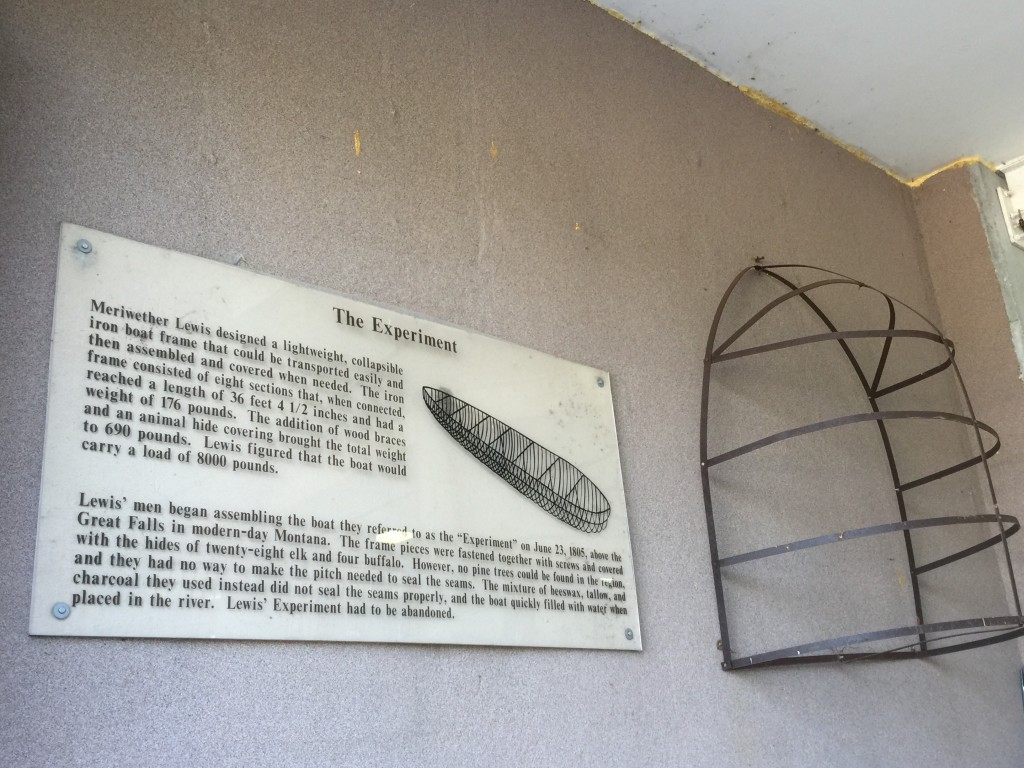 The Experiment
Meriwether Lewis designed a lightweight, collapsible
iron boat frame that could be transported easily and
then assembled and covered when needed. The iron
frame consisted of eight sections that, when connected,
reached a length of 36 feet 4 1/2 inches and had a
weight of 176 pounds. The addition of wood braces
and an animal hide covering brought the total weight
to 690 pounds. Lewis figured that the boat would
carry a load of 8000 pounds.
Lewis' men began assembling the boat they referred to as the "Experiment" on June 23, 1805, above the
Great Falls in modern-day Montana. The frame pieces were fastened together with screws and covered
with the hides of twenty-eight elk and four buffalo. However, no pine trees could be found in the region,
and they had no way to make the pitch needed to seal the seams. The mixture of beeswax, tallow, and
charcoal they used instead did not seal the seams properly, and the boat quickly filled with water when
placed in the river. Lewis' Experiment had to be abandoned.